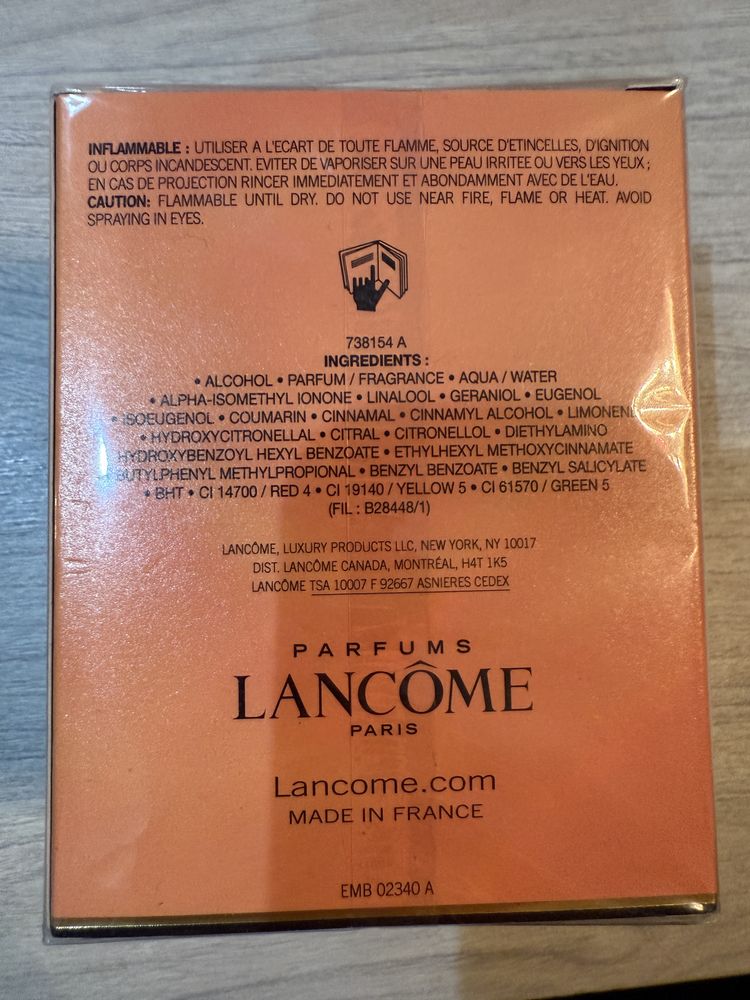 INFLAMMABLE : UTILISER A L'ECART DE TOUTE FLAMME, SOURCE D'ETINCELLES, D'IGNITION
OU CORPS INCANDESCENT. EVITER DE VAPORISER SUR UNE PEAU IRRITEE OU VERS LES YEUX ;
EN CAS DE PROJECTION RINCER IMMEDIATEMENT ET ABONDAMMENT AVEC DE L'EAU.
CAUTION: FLAMMABLE UNTIL DRY. DO NOT USE NEAR FIRE, FLAME OR HEAT. AVOID
SPRAYING IN EYES.
738154 A
INGREDIENTS :
• ALCOHOL • PARFUM / FRAGRANCE • AQUA / WATER
• ALPHA-ISOMETHYL IONONE • LINALOOL • GERANIOL • EUGENOL
• ISOEUGENOL • COUMARIN • CINNAMAL • CINNAMYL ALCOHOL • LIMONENE
• HYDROXYCITRONELLAL • CITRAL • CITRONELLOL • DIETHYLAMINO
HYDROXYBENZOYL HEXYL BENZOATE • ETHYLHEXYL METHOXYCINNAMATE
• BUTYLPHENYL METHYLPROPIONAL • BENZYL BENZOATE • BENZYL SALICYLATE
• BHT • CI 14700 / RED 4 • CI 19140 / YELLOW 5 • CI 61570 / GREEN 5
(FIL : B28448/1)
LANCÔME, LUXURY PRODUCTS LLC, NEW YORK, NY 10017
DIST. LANCÔME CANADA, MONTRÉAL, H4T 1K5
LANCÔME TSA 10007 F 92667 ASNIERES CEDEX
PARFUMS
LANCÔME
PARIS
Lancome.com
MADE IN FRANCE
EMB 02340 A